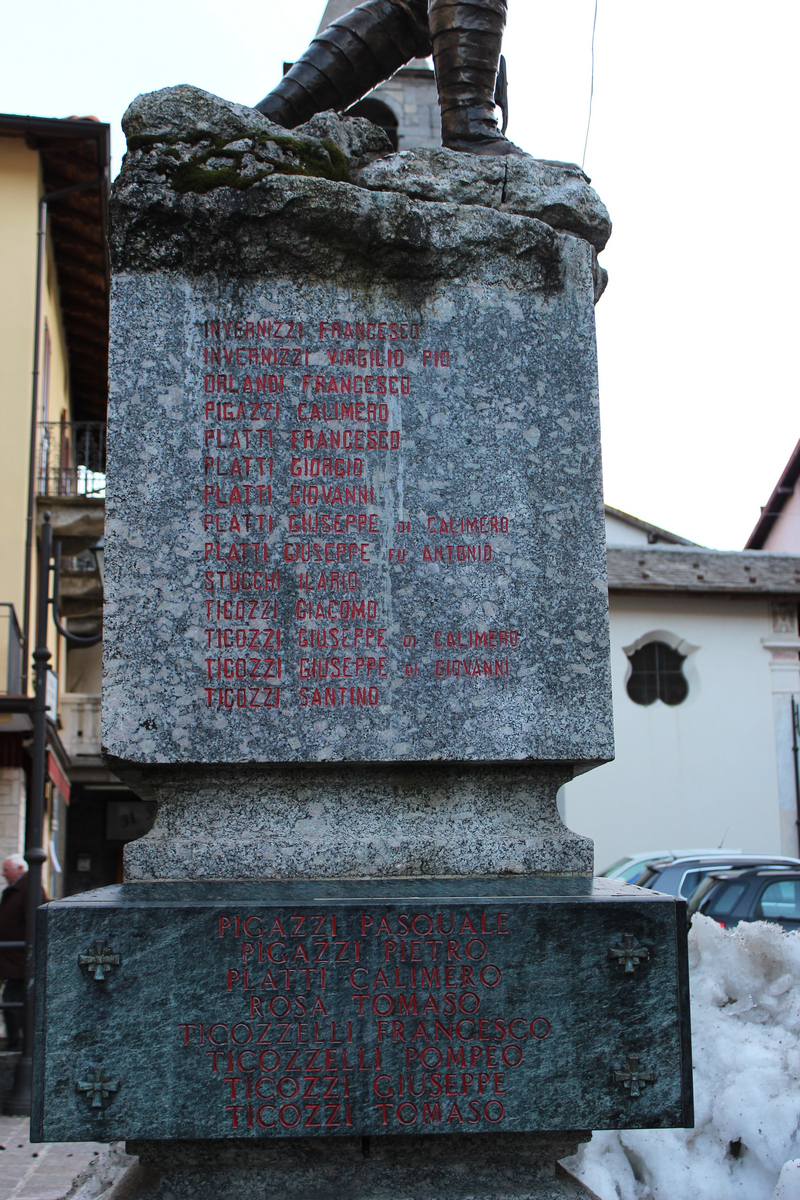 INVERNIZZI FRANCESCO
INVERNIZZI VIRGILIO PIO
ORLANDI FRANCESCO
PIGAZZI CALIMERO
PLATTI FRANCESCO
PLATTI GIORGIO
PLATTI GIOVANNI
PLATTI GIUSEPPE DI CALIMERO
PLATTI GIUSEPPE FU ANTONIO
STUCCHI ILARIO
TICOZZI GIACOMO
TICOZZI GIUSEPPE DI CALIMERO
TICOZZI GIUSEPPE DI GIOVANNI
TICOZZI SANTINO
PIGAZZI PASQUALE
PIGAZZI PIETRO
PLATTI CALIMERO
ROSA TOMASO
TICOZZELLI FRANCESCO
TICOZZELLI POMPEO
TICOZZI GIUSEPPE
TICOZZI TOMASO